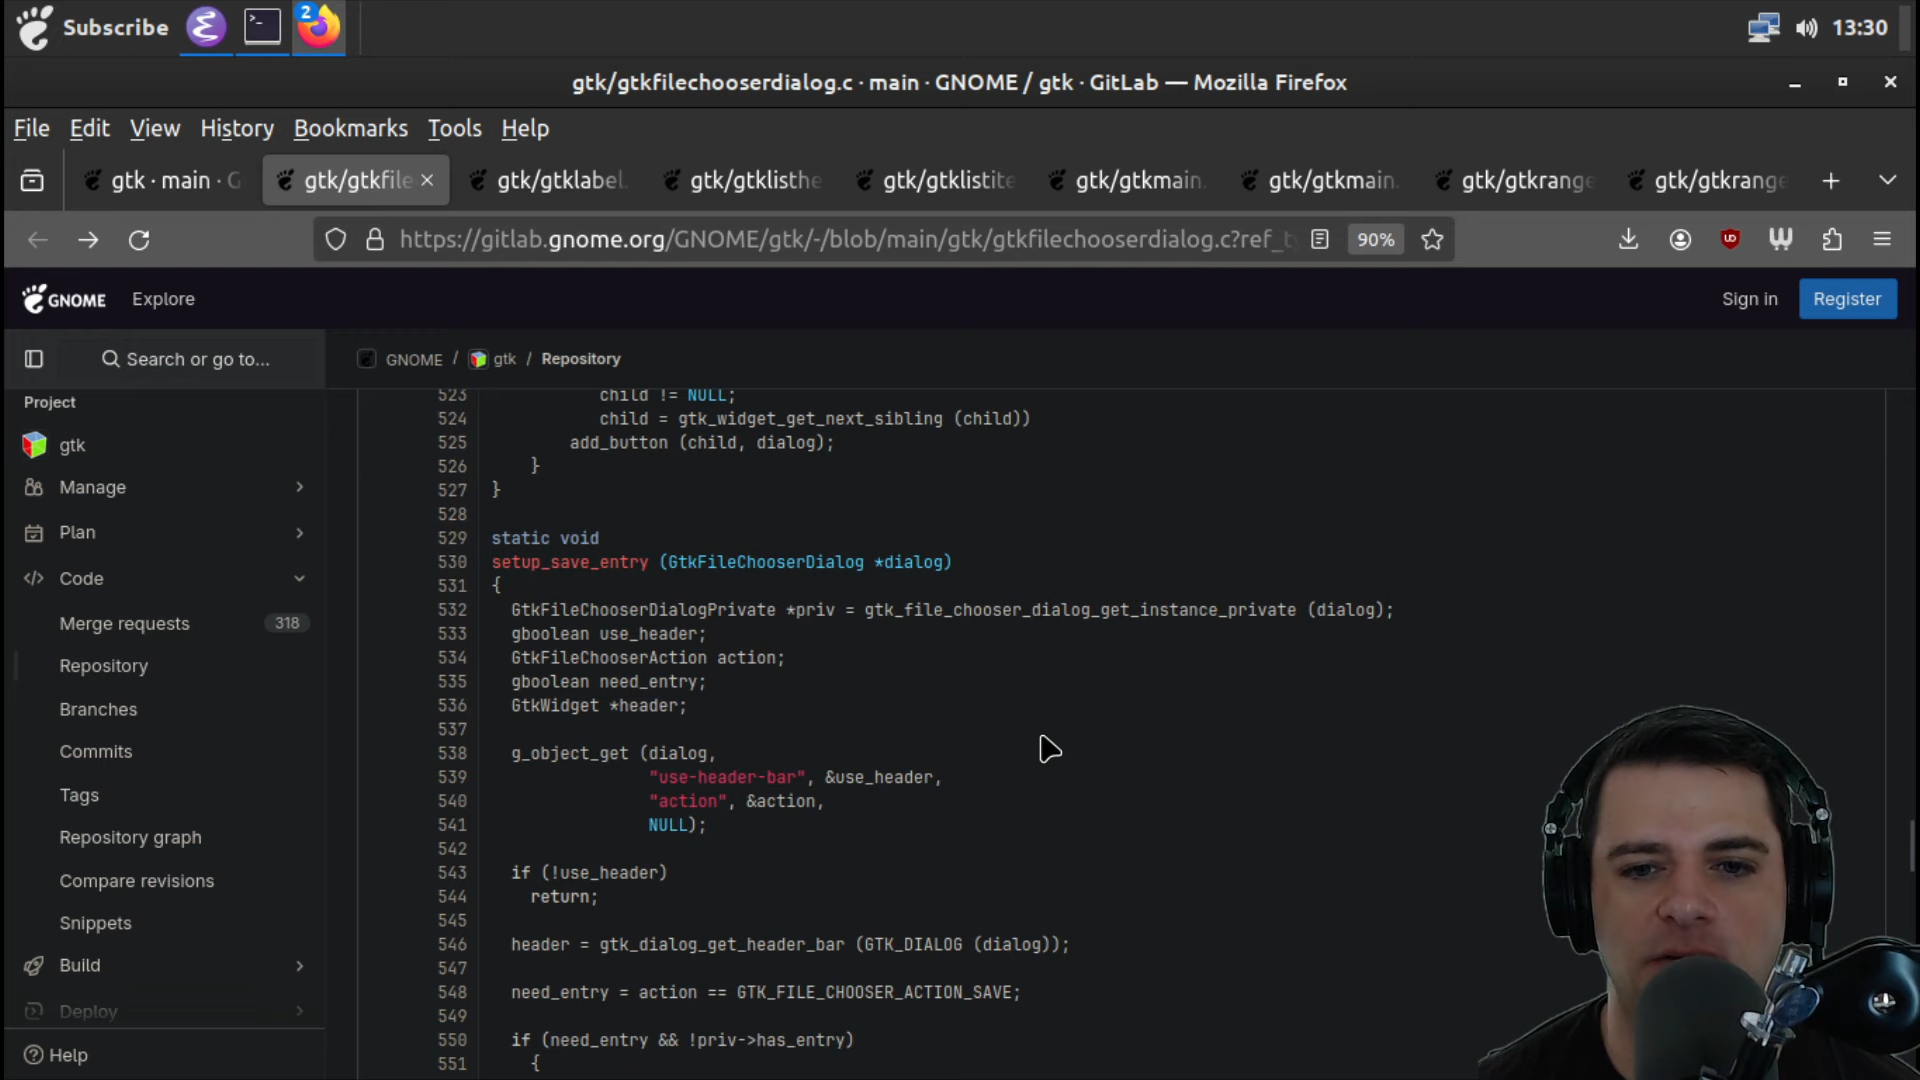 Subscribe
2
13:30
gtk/gtkfilechooserdialog.c · main · GNOME / gtk · GitLab — Mozilla Firefox
File Edit View History Bookmarks Tools Help
gtk · main · G
gtk/gtkfile
gtk/gtklabel.
gtk/gtklisthe
gtk/gtklistite
gtk/gtkmain.
gtk/gtkmain.
gtk/gtkrange
gtk/gtkrange
https://gitlab.gnome.org/GNOME/gtk/-/blob/main/gtk/gtkfilechooserdialog.c?ref_t
90%
GNOME Explore
Sign in Register
Search or go to...
GNOME / gtk / Repository
Project
gtk
Manage
Plan
Code
Merge requests 318
Repository
Branches
Commits
Tags
Repository graph
Compare revisions
Snippets
Build
Deploy
Help
523 child != NULL;
524 child = gtk_widget_get_next_sibling (child))
525 add_button (child, dialog);
526 }
527 }
528
529 static void
530 setup_save_entry (GtkFileChooserDialog *dialog)
531 {
532 GtkFileChooserDialogPrivate *priv = gtk_file_chooser_dialog_get_instance_private (dialog);
533 gboolean use_header;
534 GtkFileChooserAction action;
535 gboolean need_entry;
536 GtkWidget *header;
537
538 g_object_get (dialog,
539 "use-header-bar", &use_header,
540 "action", &action,
541 NULL);
542
543 if (!use_header)
544 return;
545
546 header = gtk_dialog_get_header_bar (GTK_DIALOG (dialog));
547
548 need_entry = action == GTK_FILE_CHOOSER_ACTION_SAVE;
549
550 if (need_entry && !priv->has_entry)
551 {